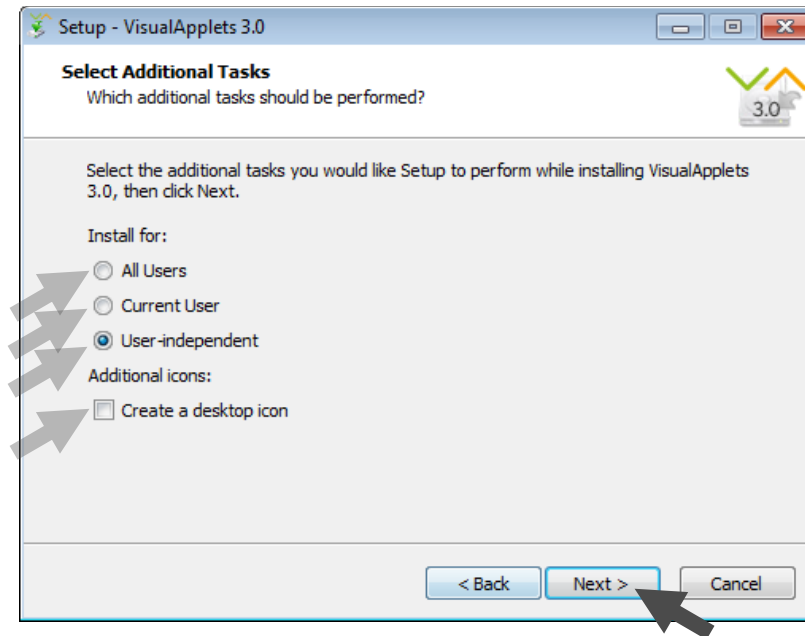 Setup - VisualApplets 3.0
Select Additional Tasks
Which additional tasks should be performed?
3.0
Select the additional tasks you would like Setup to perform while installing VisualApplets
3.0, then click Next.
Install for:
All Users
Current User
User-independent
Additional icons:
Create a desktop icon
< Back
Next >
Cancel